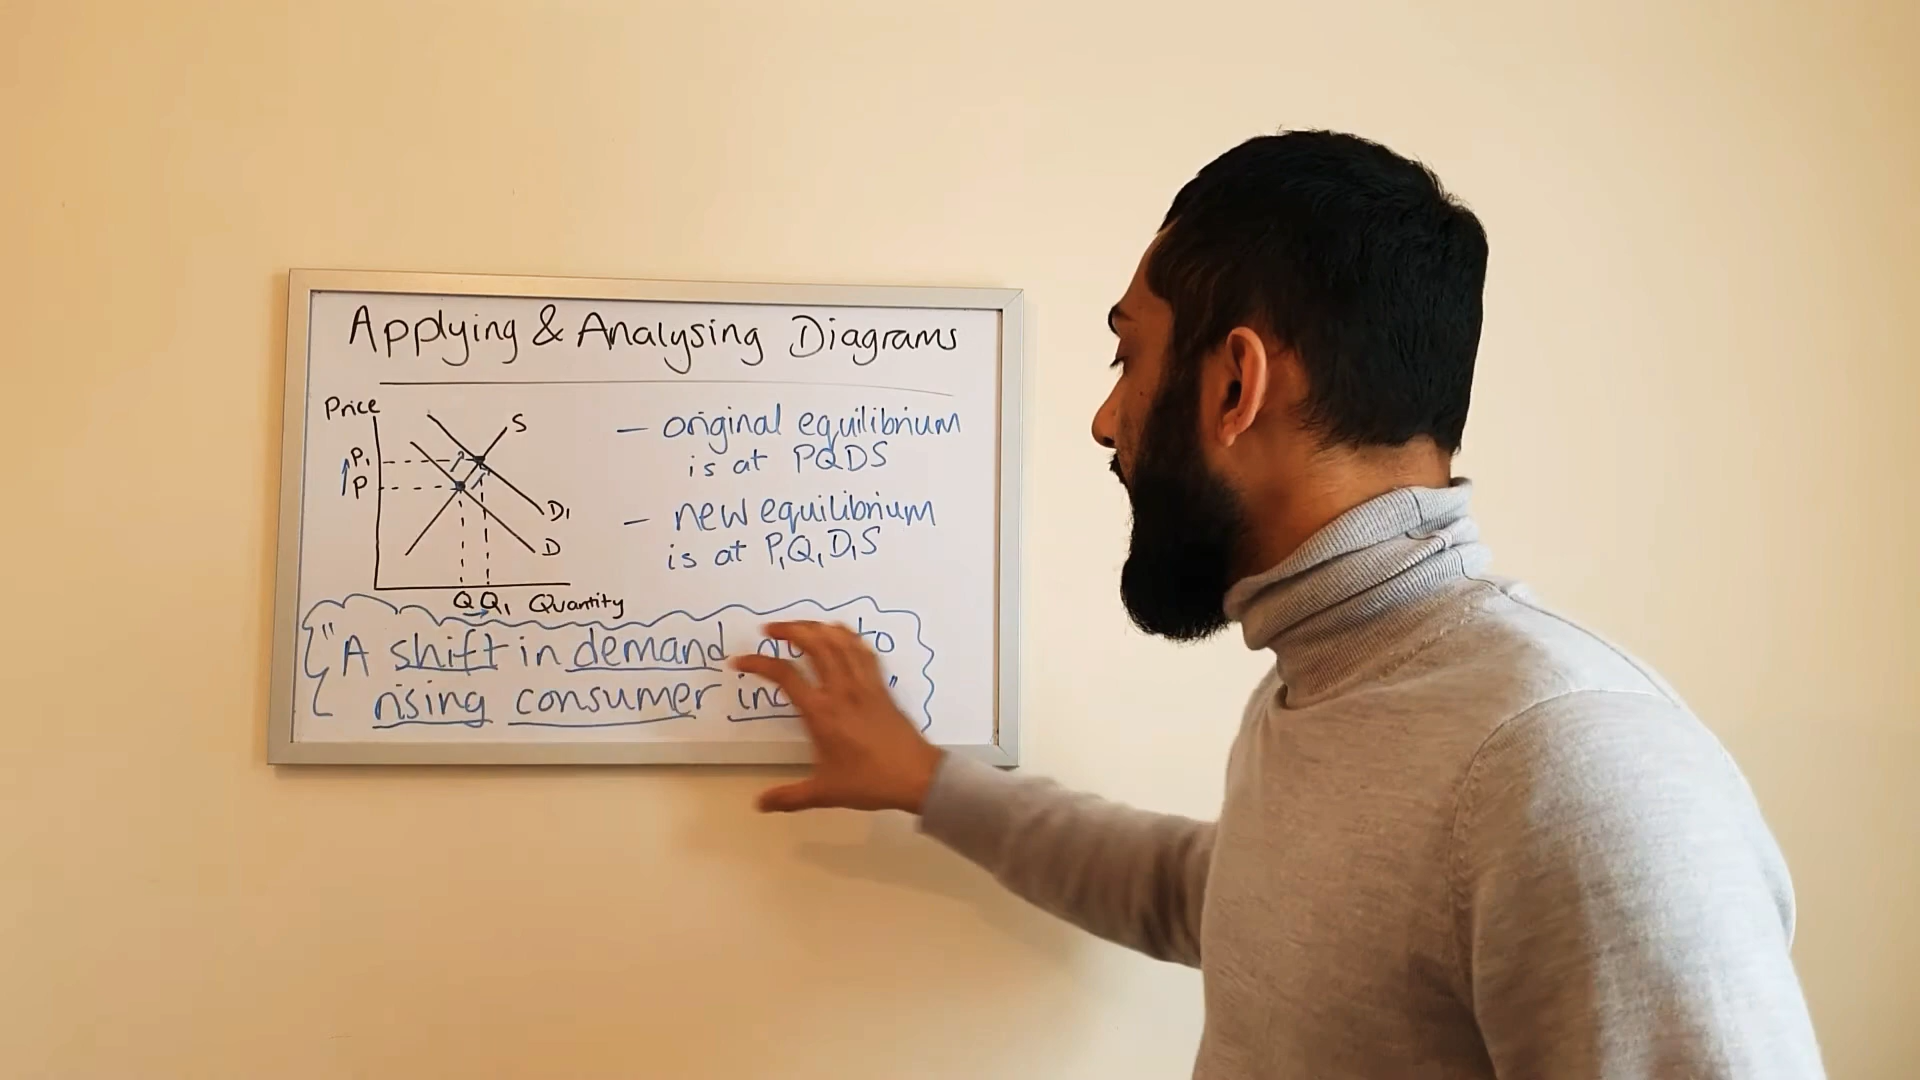 Applying & Analysing Diagrams
Price
S
P₁
P
D₁
D
Q Q₁ Quantity
– original equilibrium
is at PQDS
– new equilibrium
is at P₁Q₁D₁S
"A shift in demand to
rising consumer "